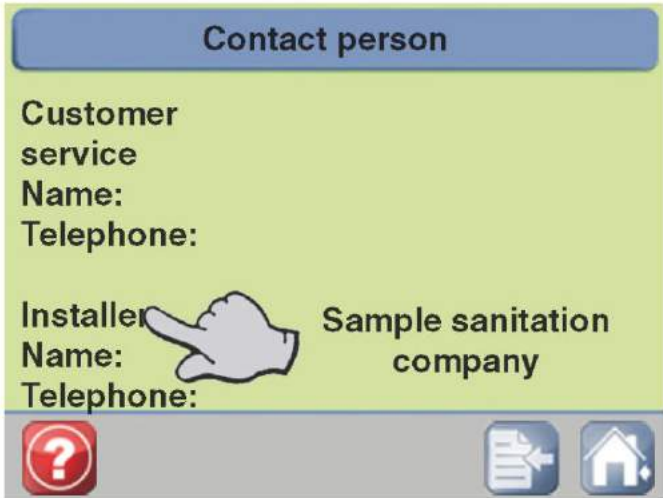 Contact person
Customer
service
Name:
Telephone:
Installer
Name:
Telephone:
Sample sanitation
company
?